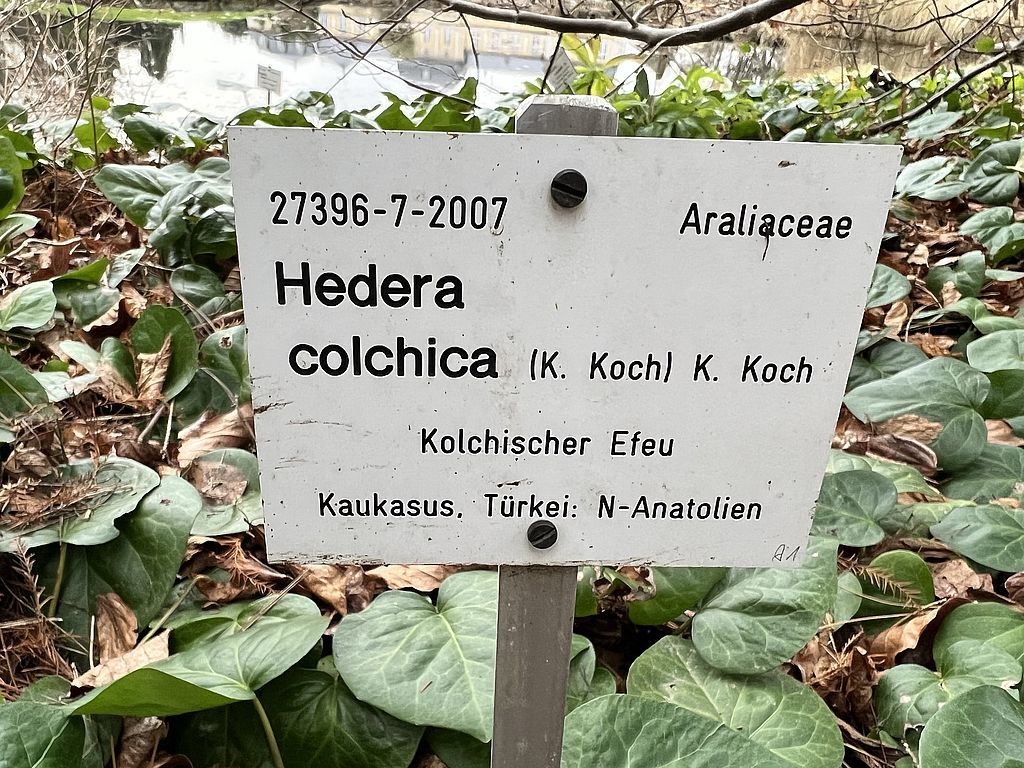 27396-7-2007 Araliaceae
Hedera
colchica (K. Koch) K. Koch
Kolchischer Efeu
Kaukasus, Türkei: N-Anatolien
A1